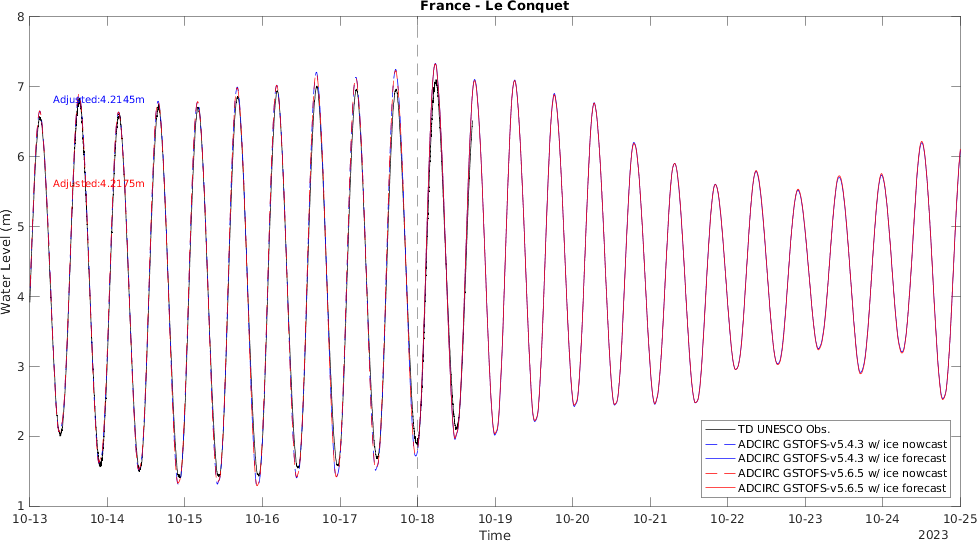 France - Le Conquet
8
7
6
5
4
3
2
1
Water Level (m)
Adjusted:4.2145m
Adjusted:4.2175m
TD UNESCO Obs.
ADCIRC GSTOFS-v5.4.3 w/ ice nowcast
ADCIRC GSTOFS-v5.4.3 w/ ice forecast
ADCIRC GSTOFS-v5.6.5 w/ ice nowcast
ADCIRC GSTOFS-v5.6.5 w/ ice forecast
10-13 10-14 10-15 10-16 10-17 10-18 10-19 10-20 10-21 10-22 10-23 10-24 10-25
Time
2023